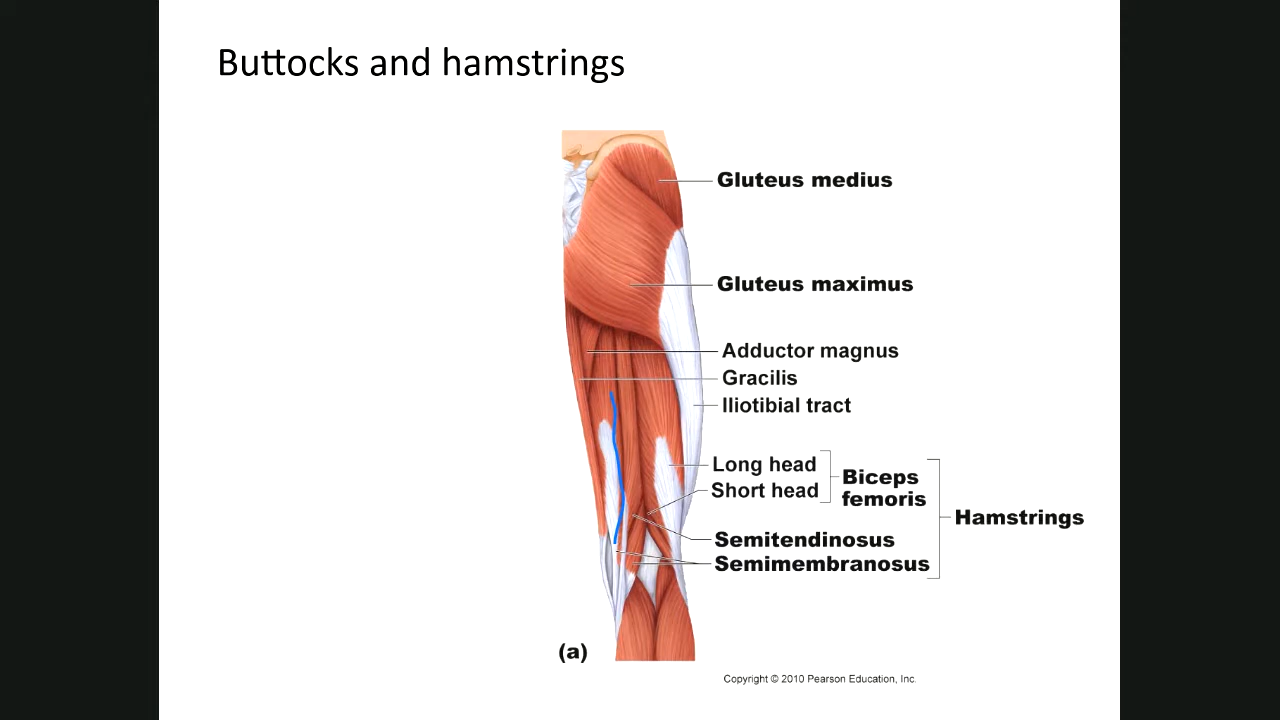 Buttocks and hamstrings
Gluteus medius
Gluteus maximus
Adductor magnus
Gracilis
Iliotibial tract
Long head
Short head
Biceps
femoris
Hamstrings
Semitendinosus
Semimembranosus
(a)
Copyright © 2010 Pearson Education, Inc.